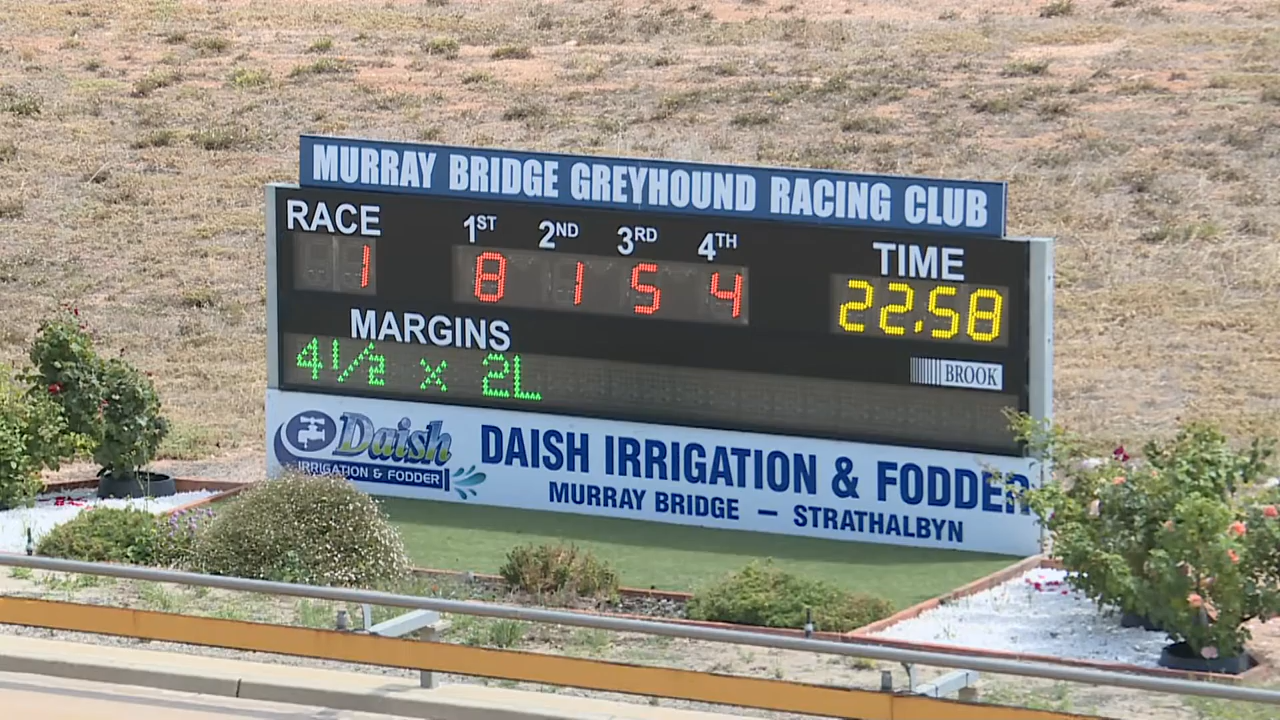 MURRAY BRIDGE GREYHOUND RACING CLUB
RACE 1ST 2ND 3RD 4TH TIME
1 8 1 5 4 22.58
MARGINS
4½ x 2L
BROOK
Daish
IRRIGATION & FODDER
DAISH IRRIGATION & FODDER
MURRAY BRIDGE – STRATHALBYN